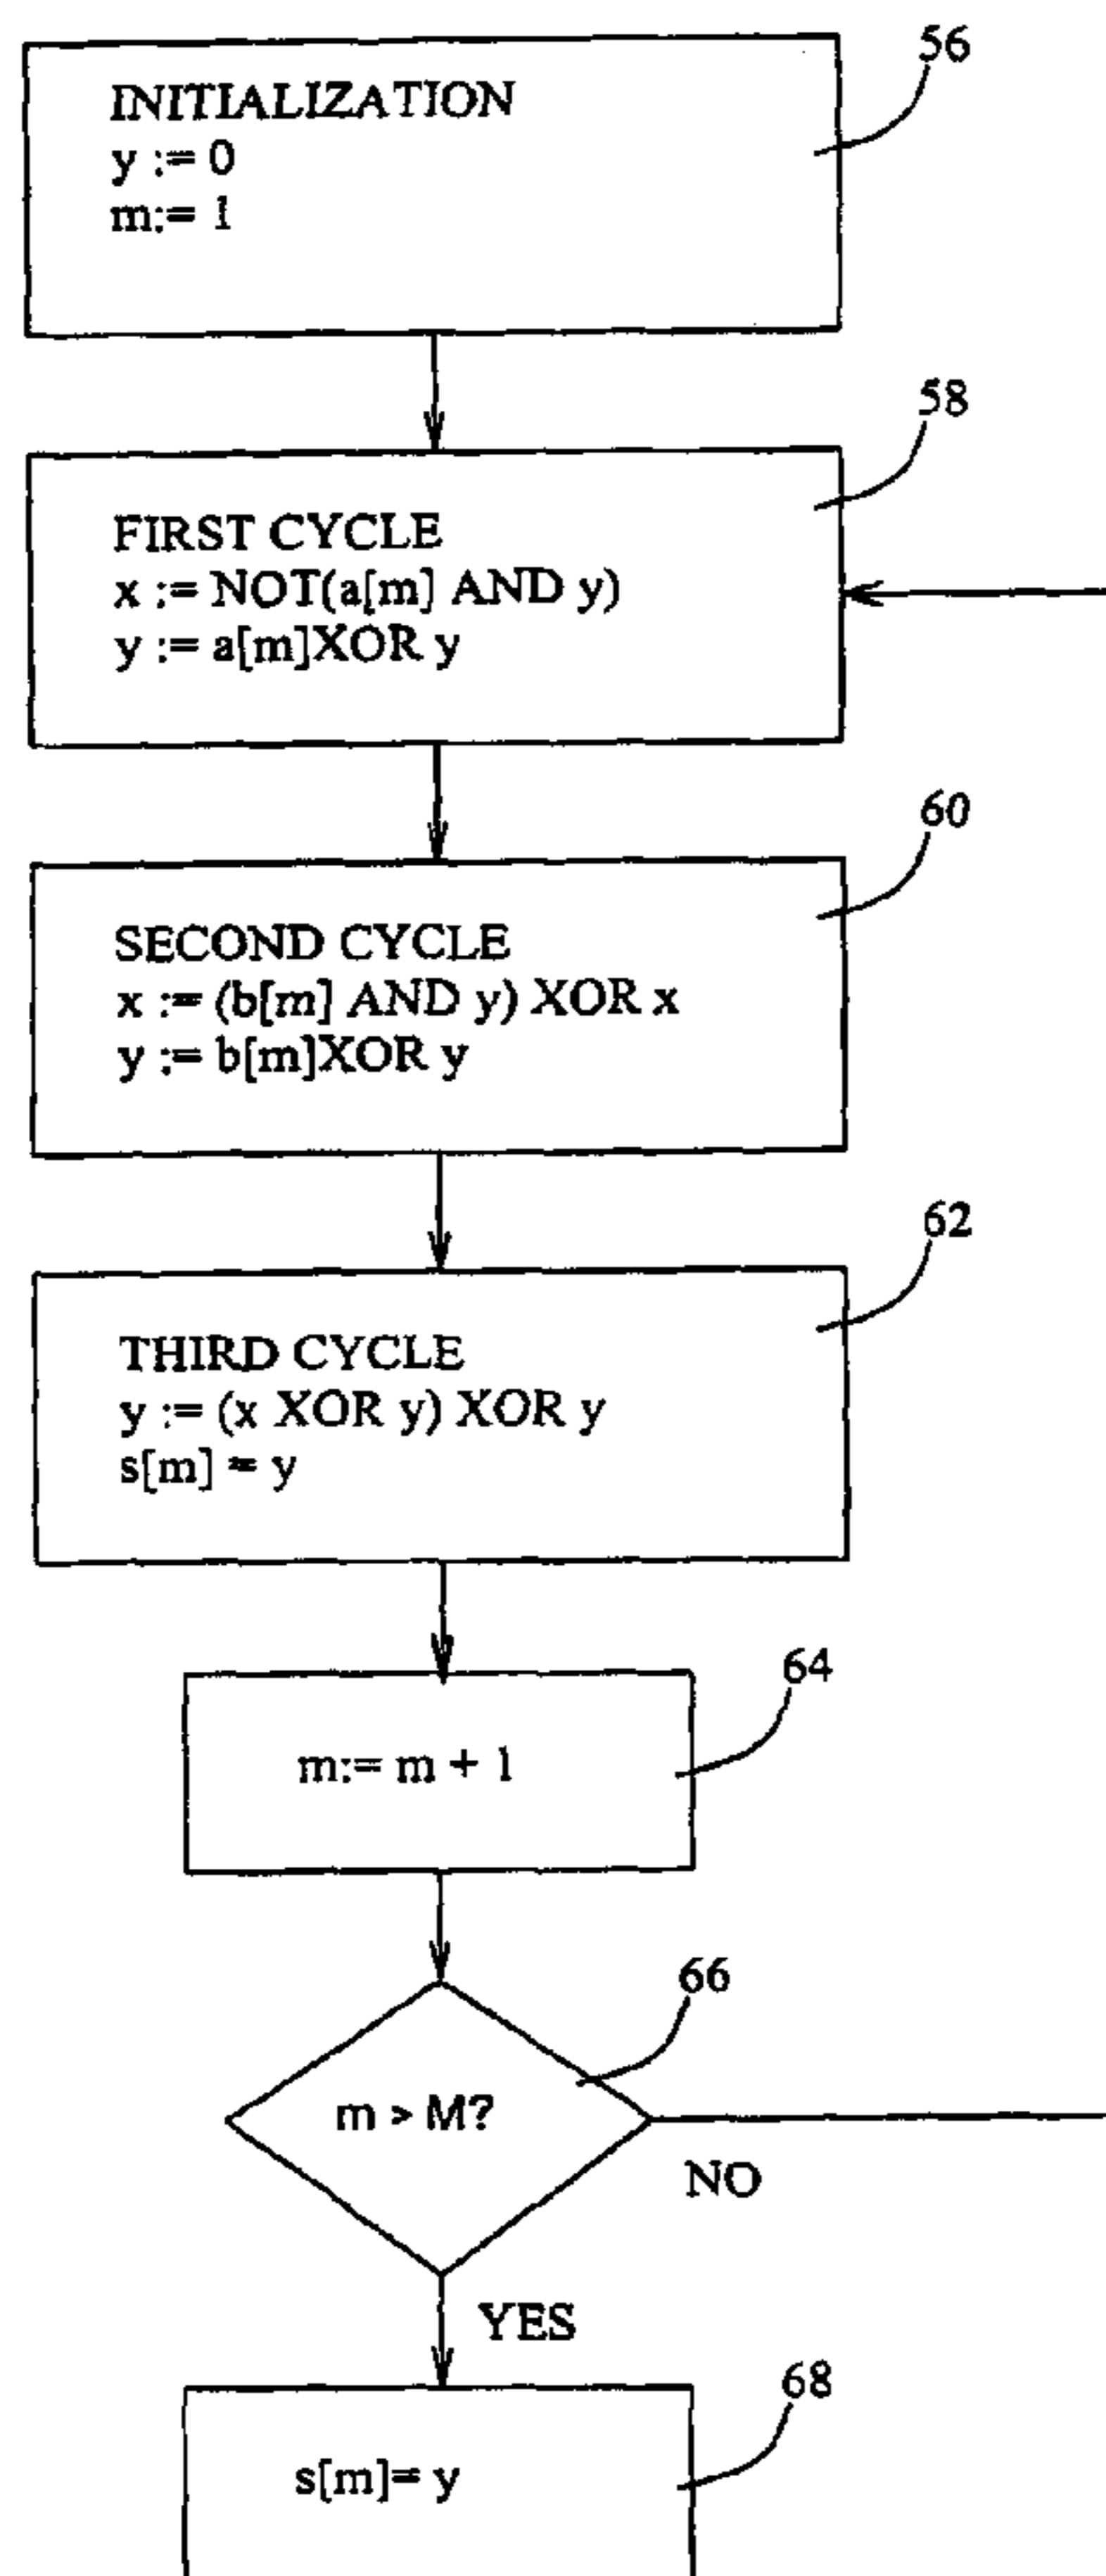 56
INITIALIZATION
y := 0
m:= 1
58
FIRST CYCLE
x := NOT(a[m] AND y)
y := a[m]XOR y
60
SECOND CYCLE
x := (b[m] AND y) XOR x
y := b[m]XOR y
62
THIRD CYCLE
y := (x XOR y) XOR y
s[m] = y
64
m:= m + 1
66
m > M?
NO
YES
68
s[m]= y